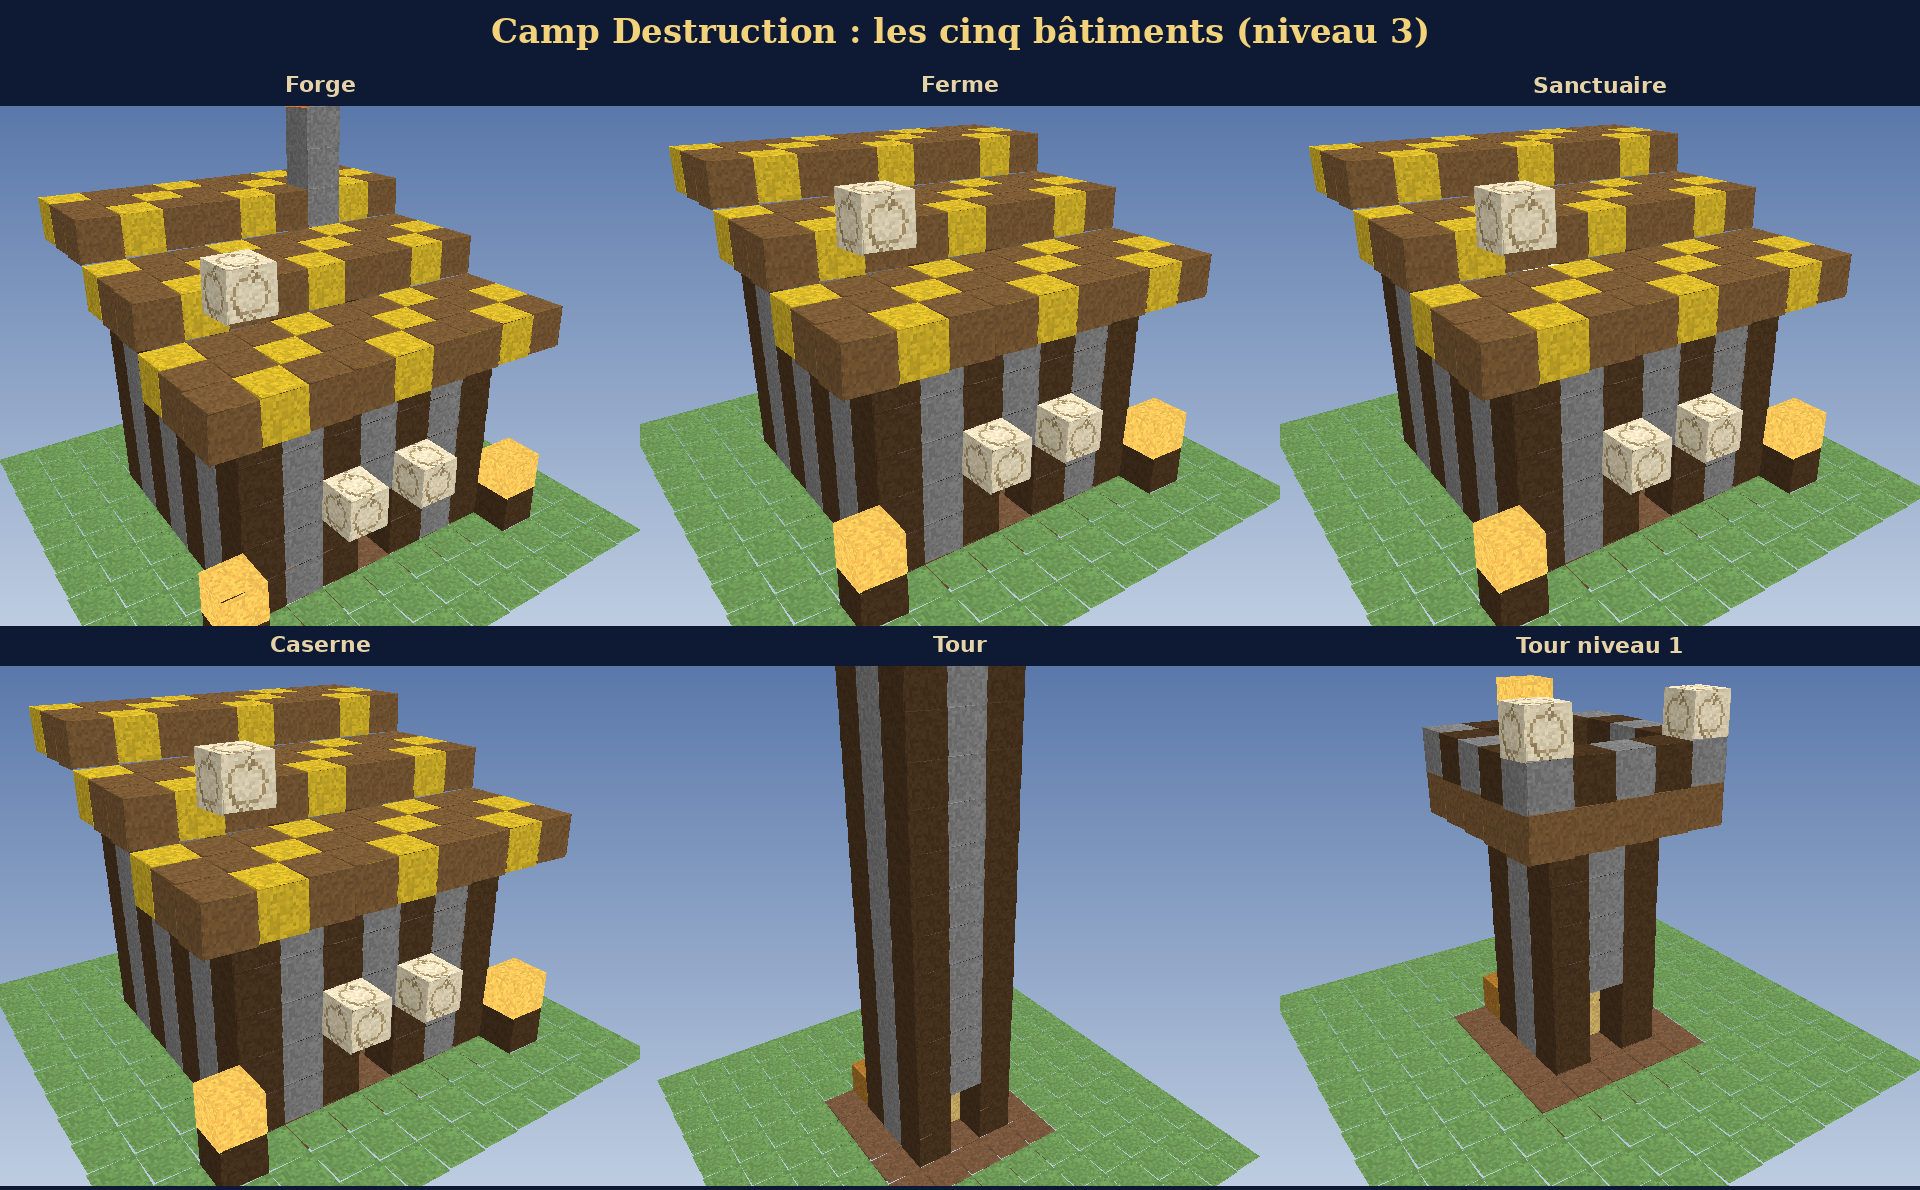 Camp Destruction : les cinq bâtiments (niveau 3)
Forge
Ferme
Sanctuaire
Caserne
Tour
Tour niveau 1